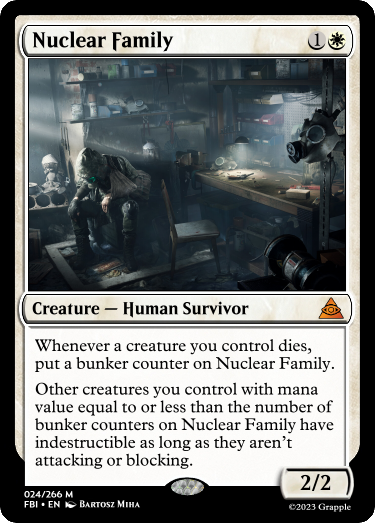 Nuclear Family 1
Creature — Human Survivor
Whenever a creature you control dies,
put a bunker counter on Nuclear Family.
Other creatures you control with mana
value equal to or less than the number of
bunker counters on Nuclear Family have
indestructible as long as they aren't
attacking or blocking.
2/2
024/266 M
FBI • EN Bartosz Miha
©2023 Grapple